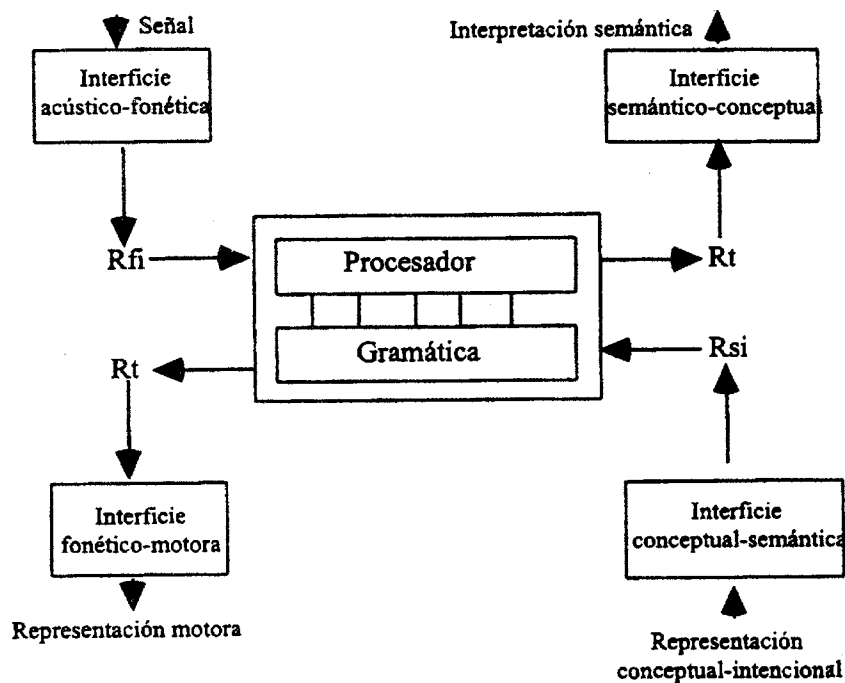 Señal
Interficie
acústico-fonética
Interpretación semántica
Interficie
semántico-conceptual
Rfi
Procesador
Rt
Gramática
Rsi
Rt
Interficie
fonético-motora
Interficie
conceptual-semántica
Representación motora
Representación
conceptual-intencional